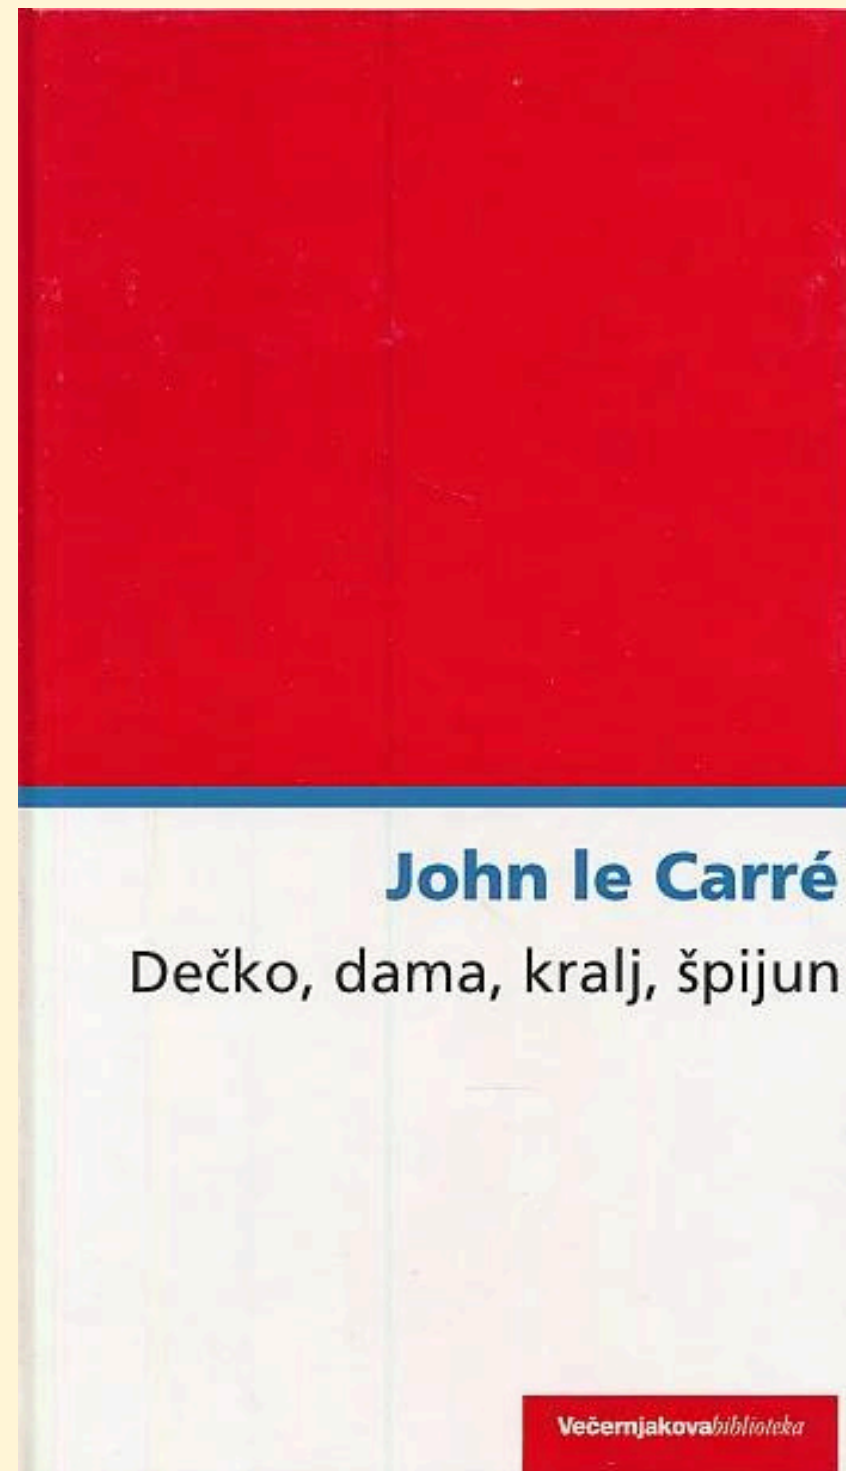 John le Carré
Dečko, dama, kralj, špijun
Večernjakovabiblioteka